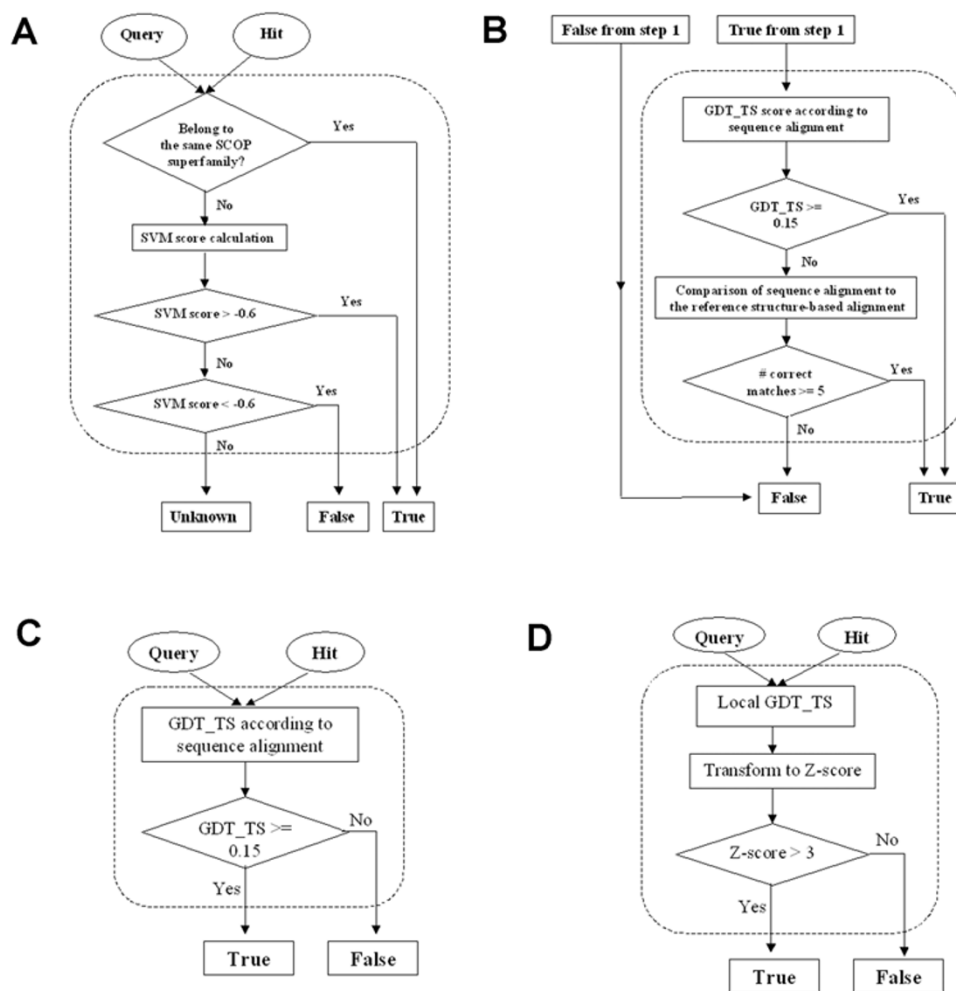 A
Query
Hit
Belong to
the same SCOP
superfamily?
Yes
No
SVM score calculation
SVM score > -0.6
Yes
No
SVM score < -0.6
Yes
No
Unknown
False
True
B
False from step 1
True from step 1
GDT_TS score according to
sequence alignment
GDT_TS >=
0.15
Yes
No
Comparison of sequence alignment to
the reference structure-based alignment
# correct
matches >= 5
Yes
No
False
True
C
Query
Hit
GDT_TS according to
sequence alignment
GDT_TS >=
0.15
No
Yes
True
False
D
Query
Hit
Local GDT_TS
Transform to Z-score
Z-score > 3
No
Yes
True
False